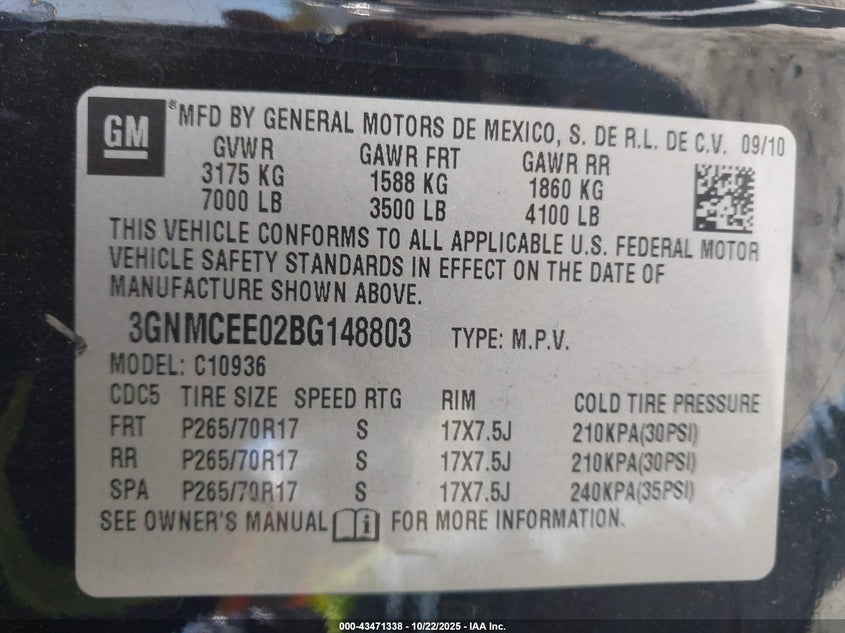 GM
® MFD BY GENERAL MOTORS DE MEXICO, S. DE R.L. DE C.V. 09/10
GVWR GAWR FRT GAWR RR
3175 KG 1588 KG 1860 KG
7000 LB 3500 LB 4100 LB
THIS VEHICLE CONFORMS TO ALL APPLICABLE U.S. FEDERAL MOTOR
VEHICLE SAFETY STANDARDS IN EFFECT ON THE DATE OF
MANUFACTURE SHOWN ABOVE.
3GNMCEE02BG148803 TYPE: M.P.V.
MODEL: C10936
CDC5 TIRE SIZE SPEED RTG RIM COLD TIRE PRESSURE
FRT P265/70R17 S 17X7.5J 210KPA(30PSI)
RR P265/70R17 S 17X7.5J 210KPA(30PSI)
SPA P265/70R17 S 17X7.5J 240KPA(35PSI)
SEE OWNER'S MANUAL i FOR MORE INFORMATION.
000-43471338 - 10/22/2025 - IAA Inc.